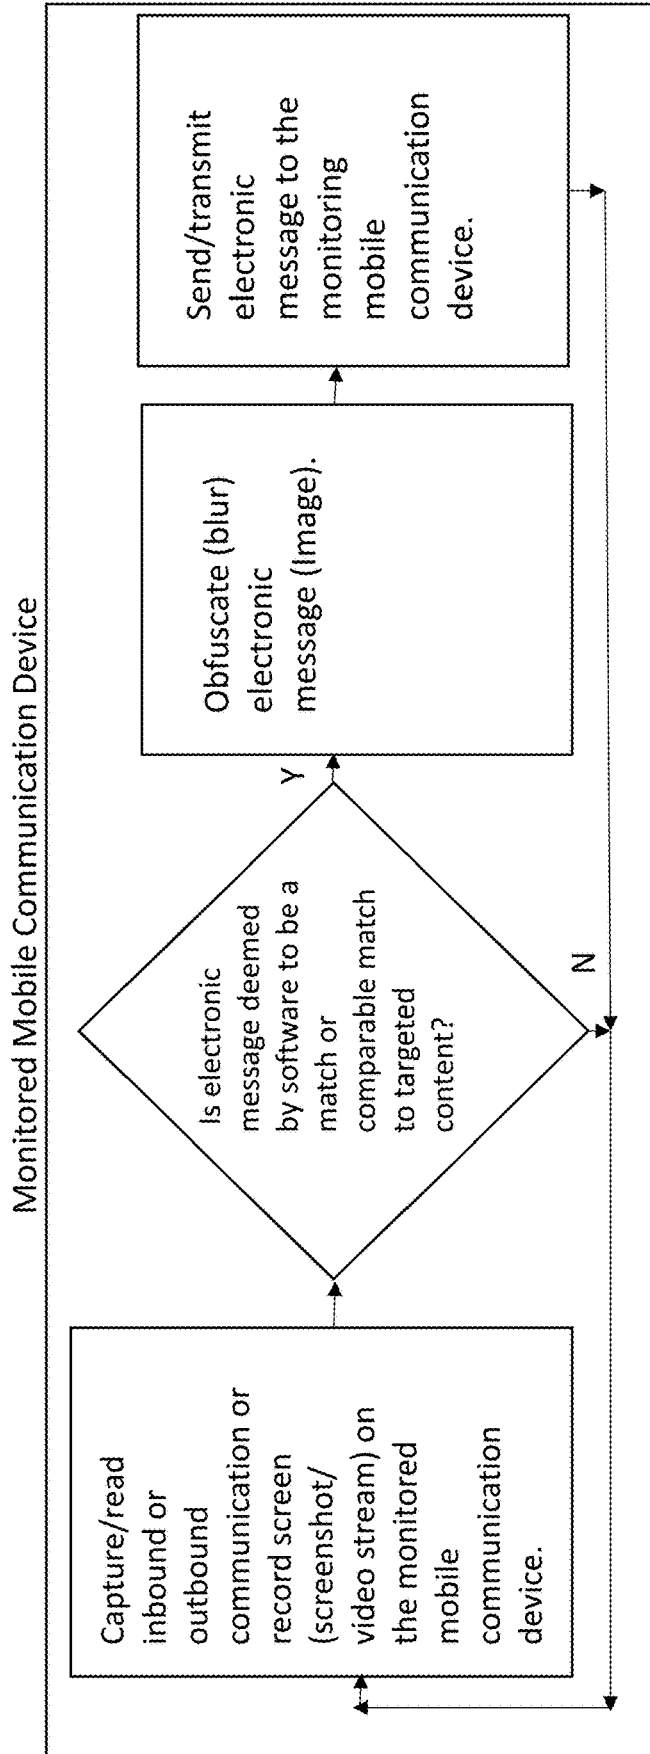 Monitored Mobile Communication Device
Capture/read
inbound or
outbound
communication or
record screen
(screenshot/
video stream) on
the monitored
mobile
communication
device.
Is electronic
message deemed
by software to be a
match or
comparable match
to targeted
content?
Y
N
Obfuscate (blur)
electronic
message (Image).
Send/transmit
electronic
message to the
monitoring
mobile
communication
device.